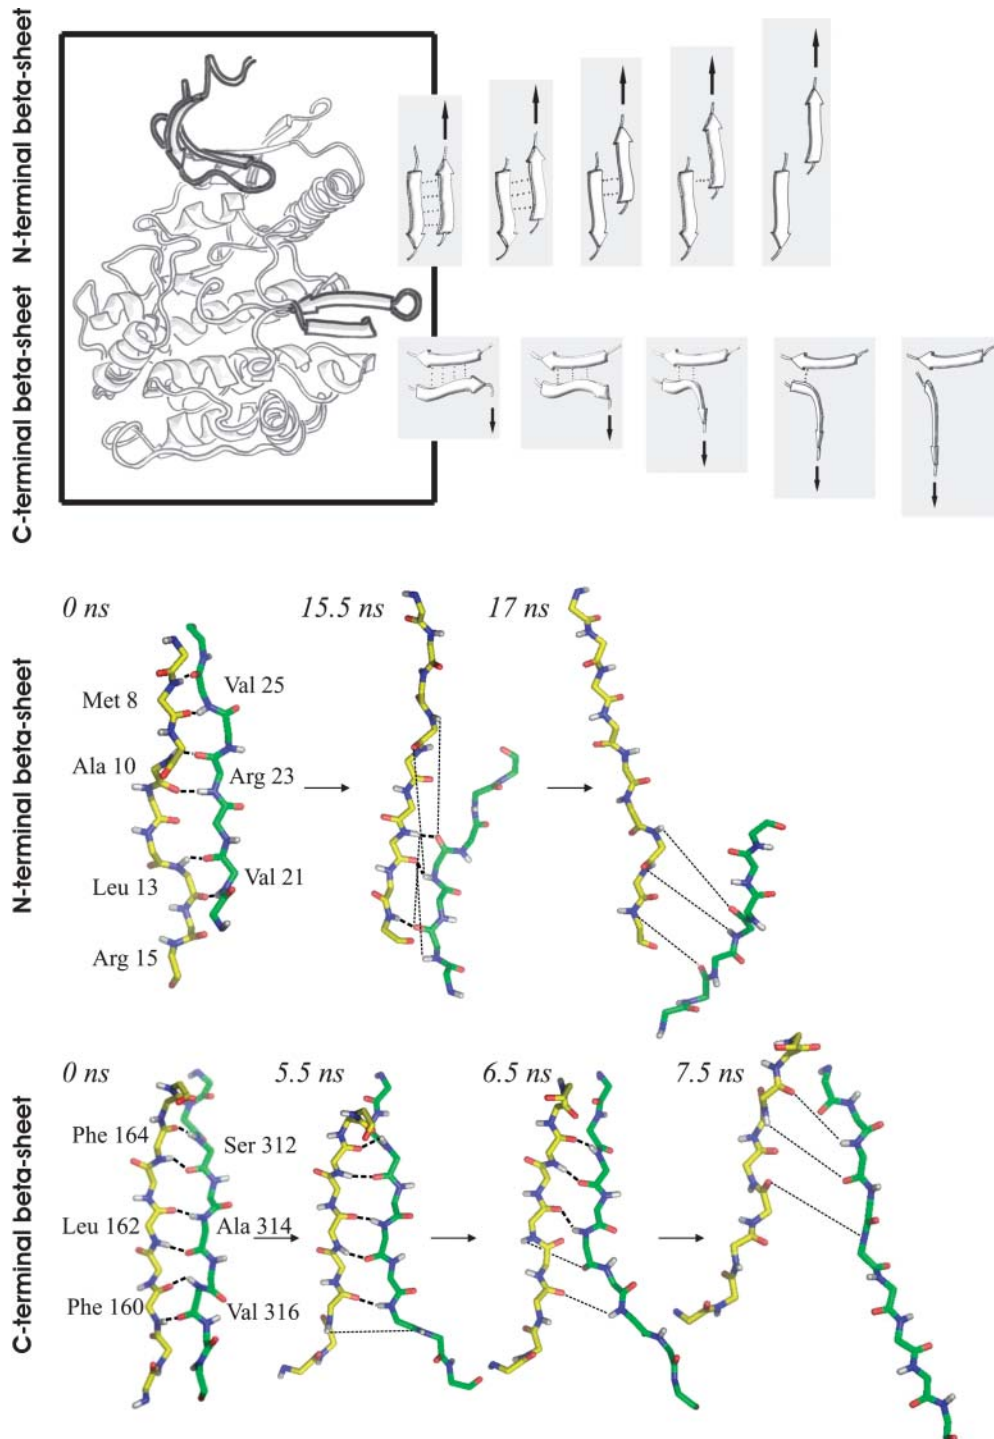 N-terminal beta-sheet
C-terminal beta-sheet
N-terminal beta-sheet
0 ns
15.5 ns
17 ns
Met 8
Val 25
Ala 10
Arg 23
Leu 13
Val 21
Arg 15
C-terminal beta-sheet
0 ns
5.5 ns
6.5 ns
7.5 ns
Phe 164
Ser 312
Leu 162
Ala 314
Phe 160
Val 316